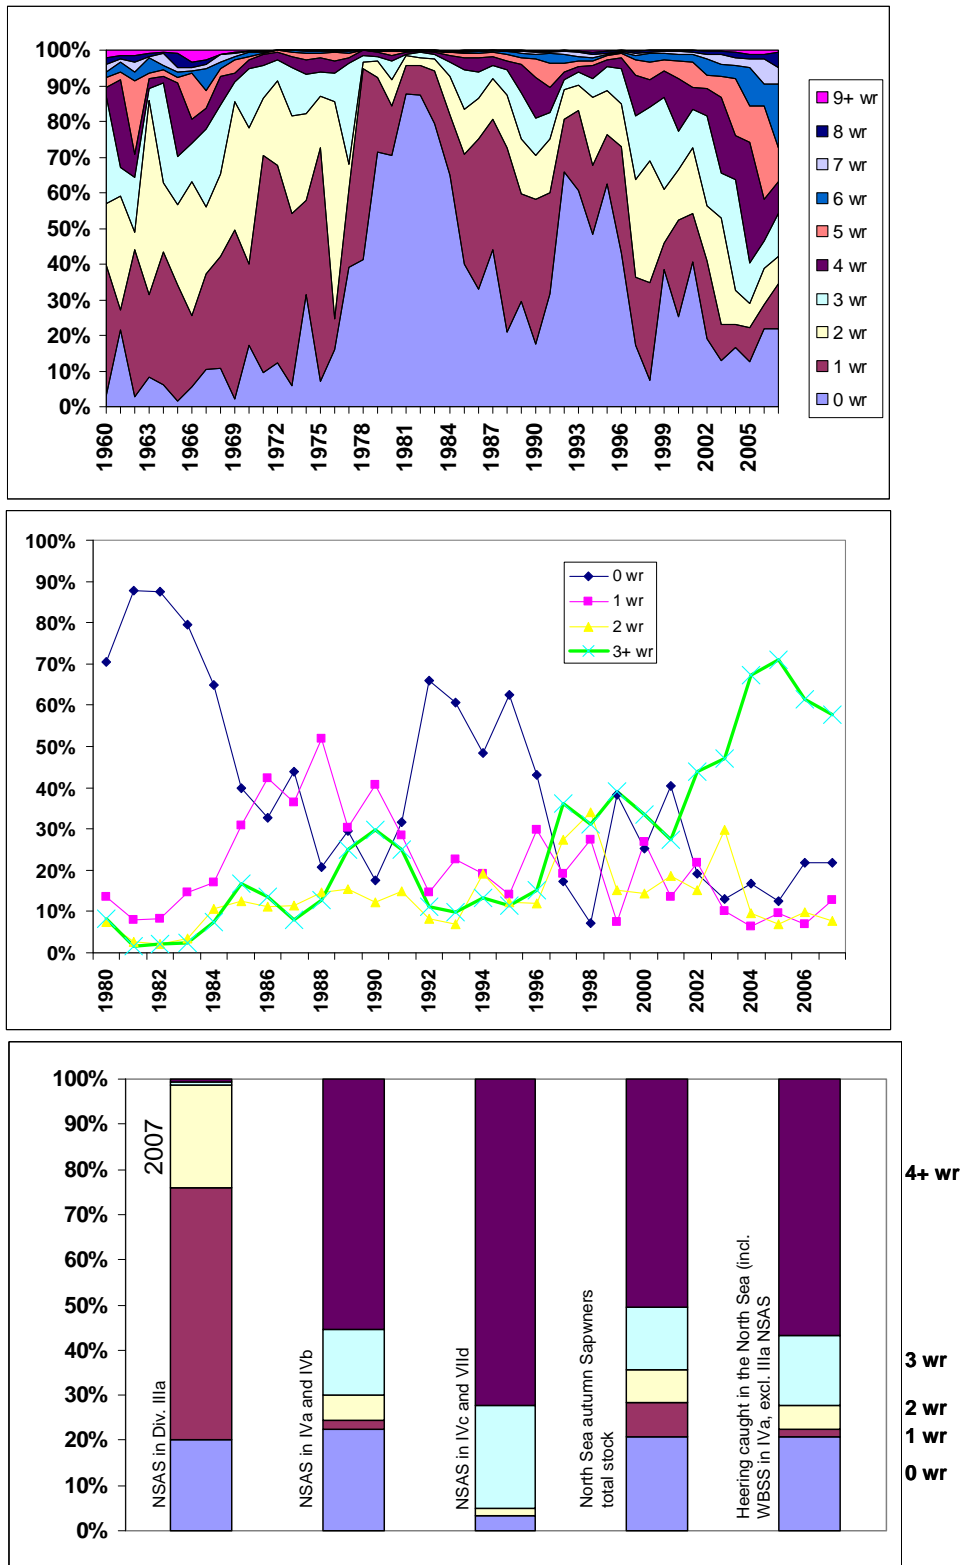 100%
90%
80%
70%
60%
50%
40%
30%
20%
10%
0%
1960
1963
1966
1969
1972
1975
1978
1981
1984
1987
1990
1993
1996
1999
2002
2005
9+ wr
8 wr
7 wr
6 wr
5 wr
4 wr
3 wr
2 wr
1 wr
0 wr
100%
90%
80%
70%
60%
50%
40%
30%
20%
10%
0%
1980
1982
1984
1986
1988
1990
1992
1994
1996
1998
2000
2002
2004
2006
0 wr
1 wr
2 wr
3+ wr
100%
90%
80%
70%
60%
50%
40%
30%
20%
10%
0%
2007
NSAS in Div. IIIa
NSAS in IVa and IVb
NSAS in IVc and VIId
North Sea autumn Sapwners
total stock
Heering caught in the North Sea (incl.
WBSS in IVa, excl. IIIa NSAS
4+ wr
3 wr
2 wr
1 wr
0 wr